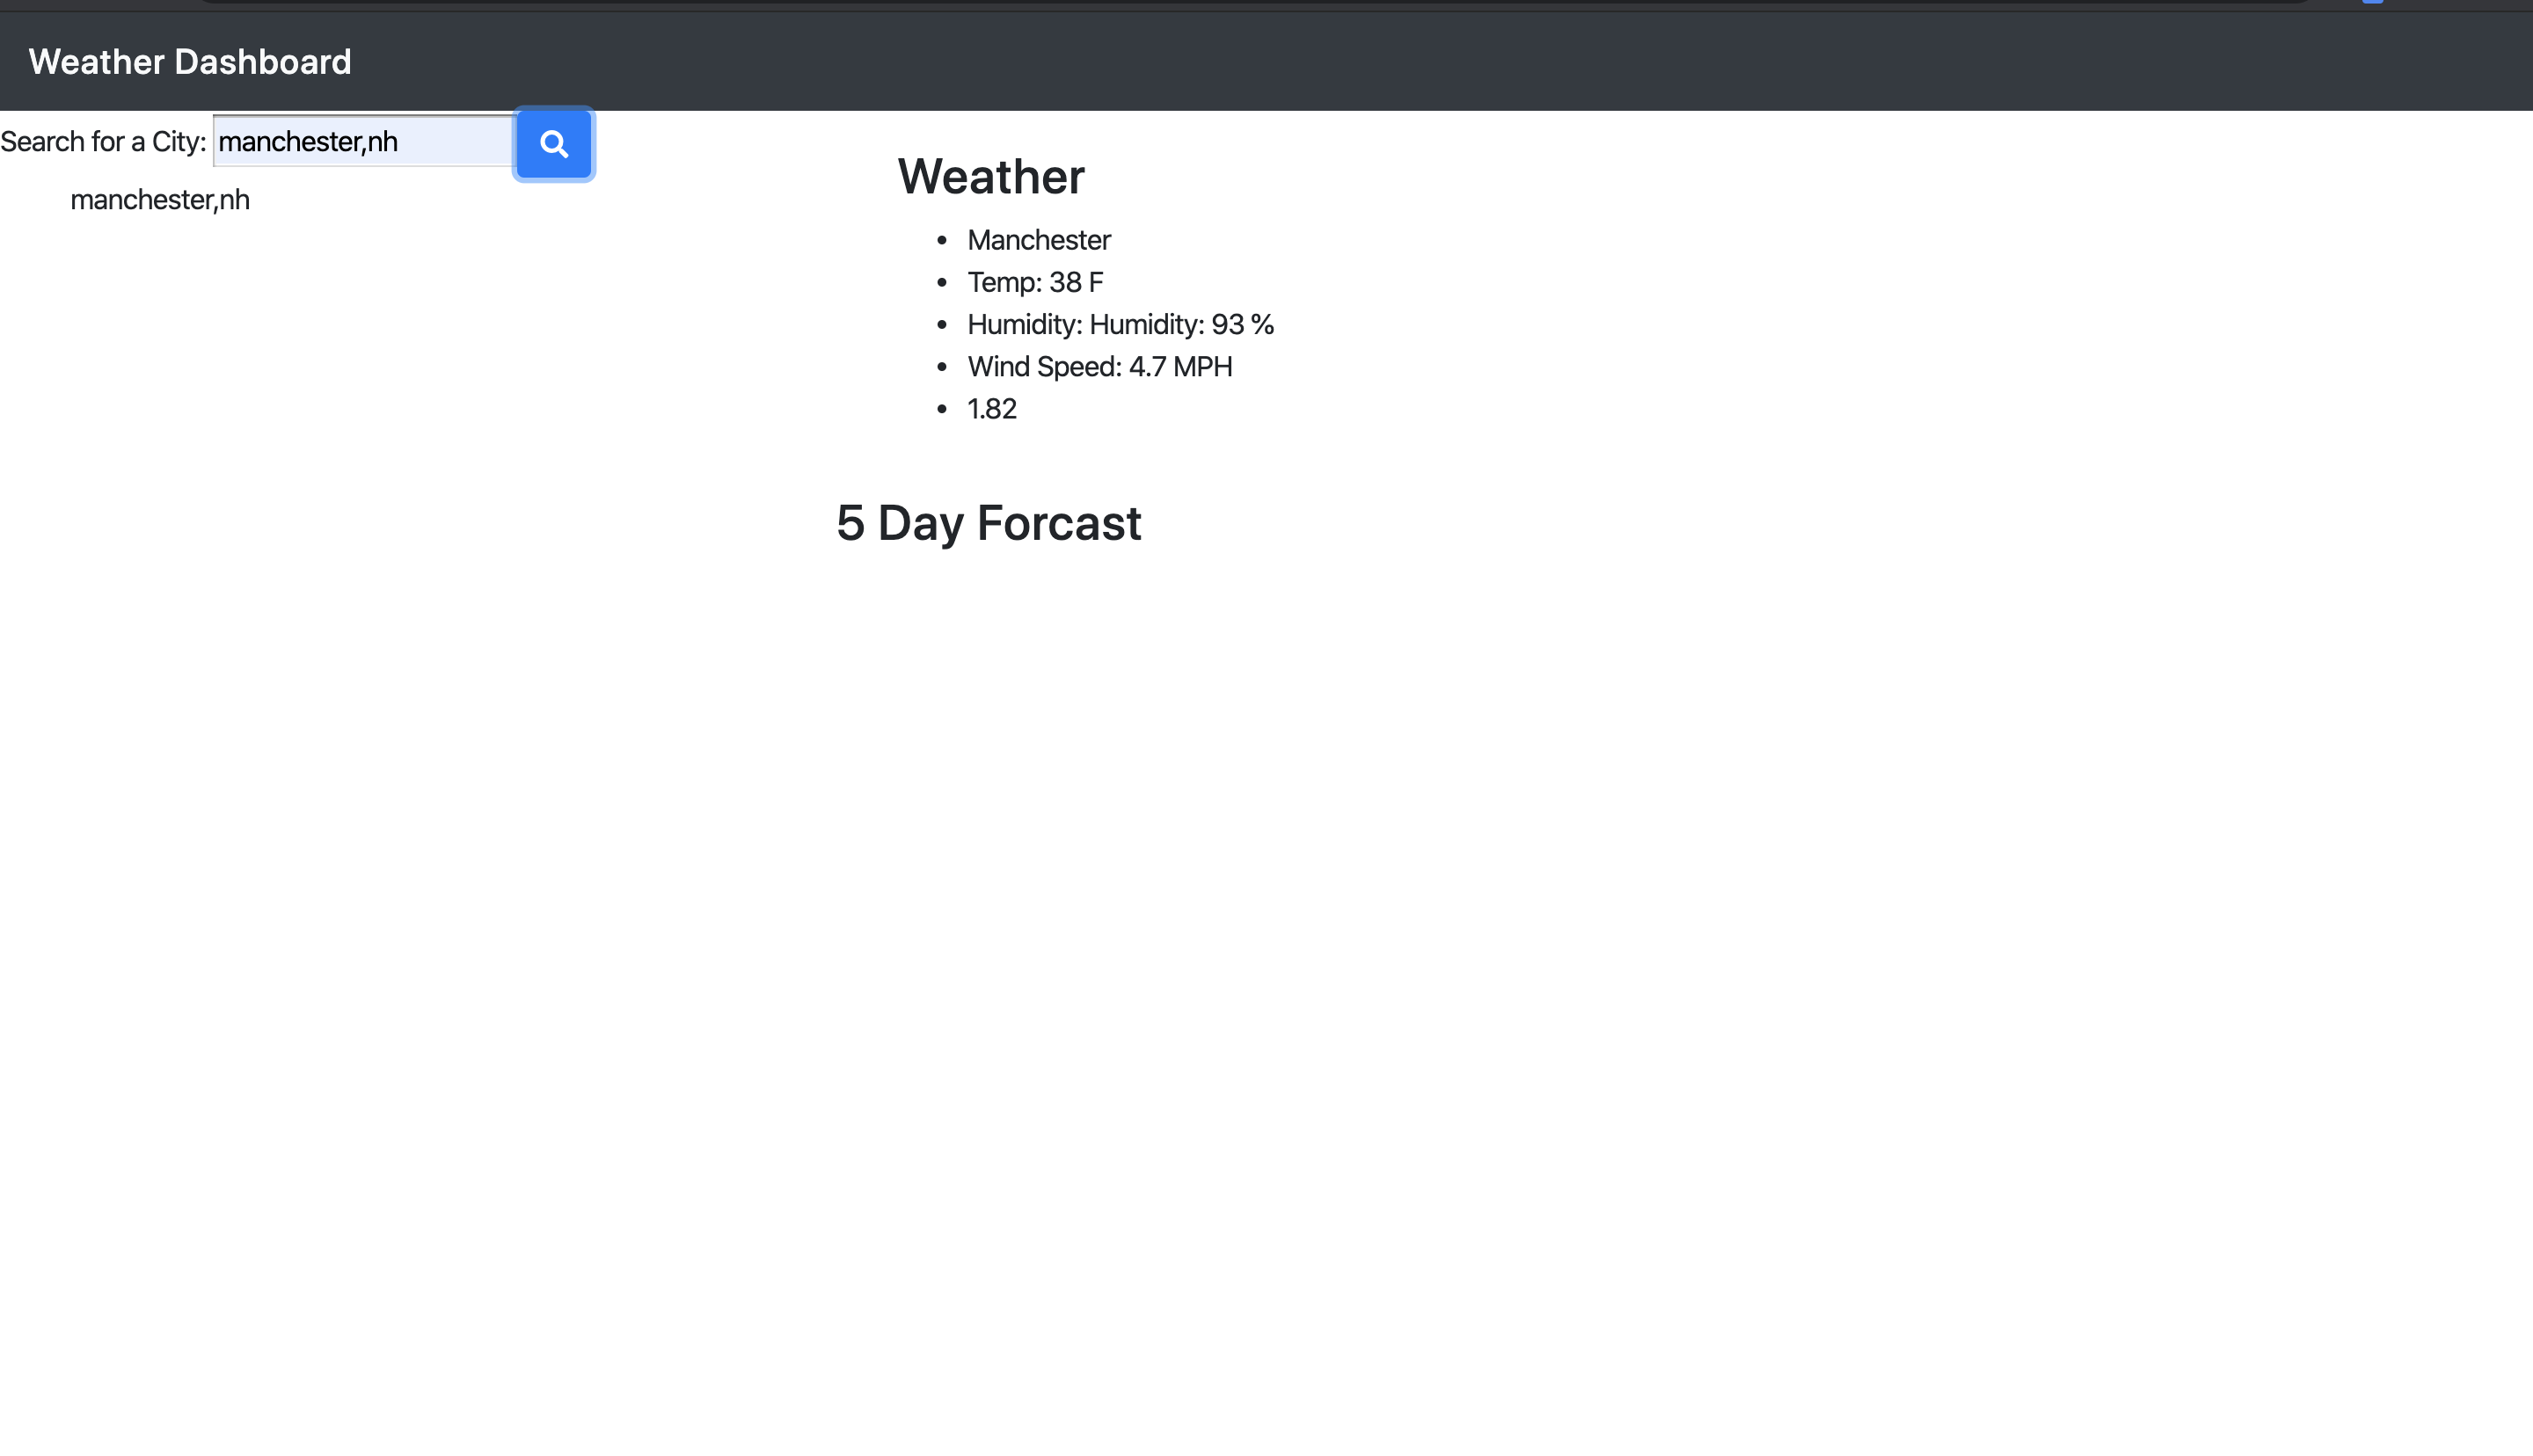 Weather Dashboard
Search for a City: manchester,nh
manchester,nh
Weather
• Manchester
• Temp: 38 F
• Humidity: Humidity: 93 %
• Wind Speed: 4.7 MPH
• 1.82
5 Day Forcast